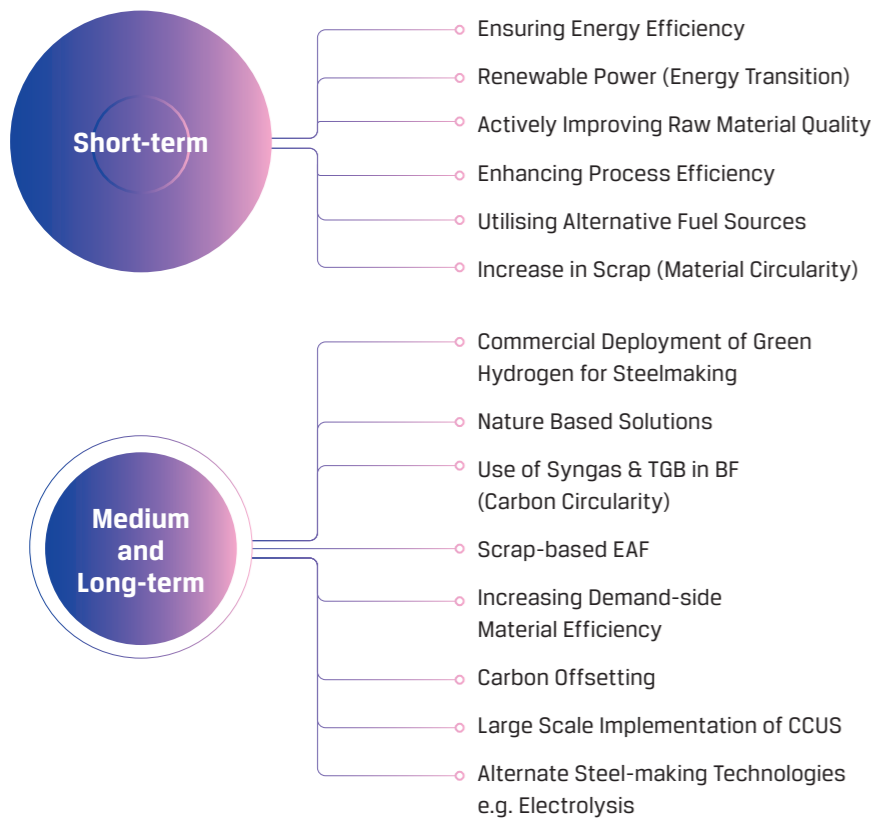 Short-term
Ensuring Energy Efficiency
Renewable Power (Energy Transition)
Actively Improving Raw Material Quality
Enhancing Process Efficiency
Utilising Alternative Fuel Sources
Increase in Scrap (Material Circularity)
Medium
and
Long-term
Commercial Deployment of Green
Hydrogen for Steelmaking
Nature Based Solutions
Use of Syngas & TGB in BF
(Carbon Circularity)
Scrap-based EAF
Increasing Demand-side
Material Efficiency
Carbon Offsetting
Large Scale Implementation of CCUS
Alternate Steel-making Technologies
e.g. Electrolysis